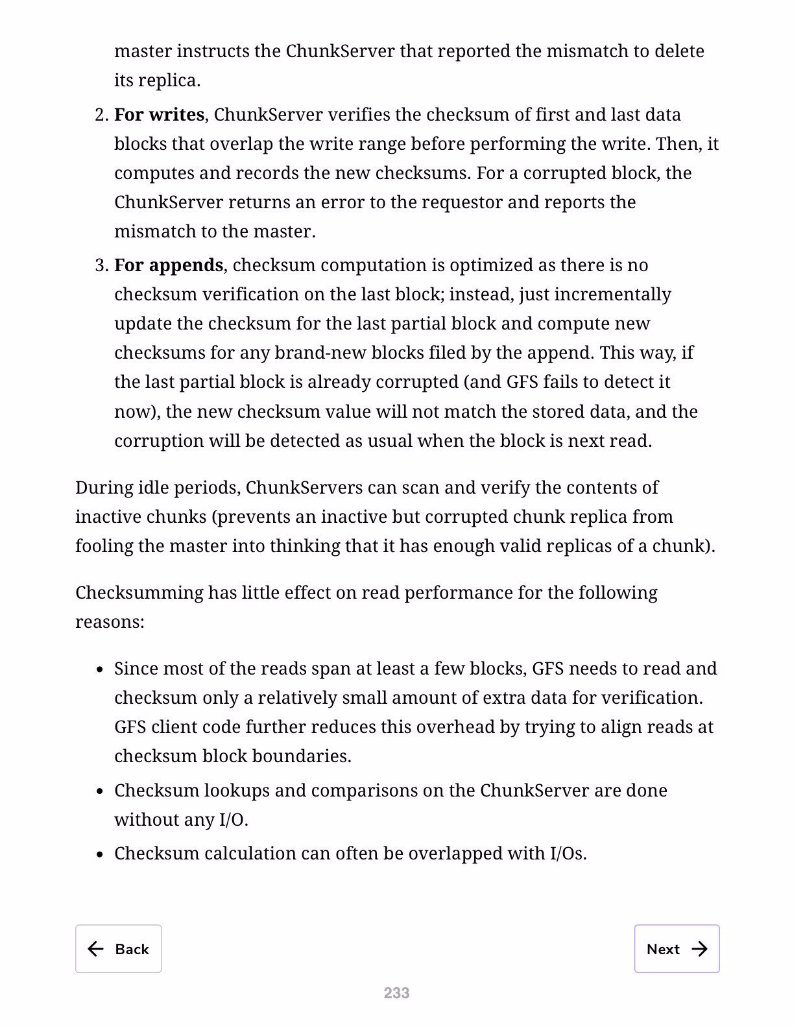 master instructs the ChunkServer that reported the mismatch to delete
its replica.
2. For writes, ChunkServer verifies the checksum of first and last data
blocks that overlap the write range before performing the write. Then, it
computes and records the new checksums. For a corrupted block, the
ChunkServer returns an error to the requestor and reports the
mismatch to the master.
3. For appends, checksum computation is optimized as there is no
checksum verification on the last block; instead, just incrementally
update the checksum for the last partial block and compute new
checksums for any brand-new blocks filed by the append. This way, if
the last partial block is already corrupted (and GFS fails to detect it
now), the new checksum value will not match the stored data, and the
corruption will be detected as usual when the block is next read.
During idle periods, ChunkServers can scan and verify the contents of
inactive chunks (prevents an inactive but corrupted chunk replica from
fooling the master into thinking that it has enough valid replicas of a chunk).
Checksumming has little effect on read performance for the following
reasons:
• Since most of the reads span at least a few blocks, GFS needs to read and
checksum only a relatively small amount of extra data for verification.
GFS client code further reduces this overhead by trying to align reads at
checksum block boundaries.
• Checksum lookups and comparisons on the ChunkServer are done
without any I/O.
• Checksum calculation can often be overlapped with I/Os.
← Back
Next →
233